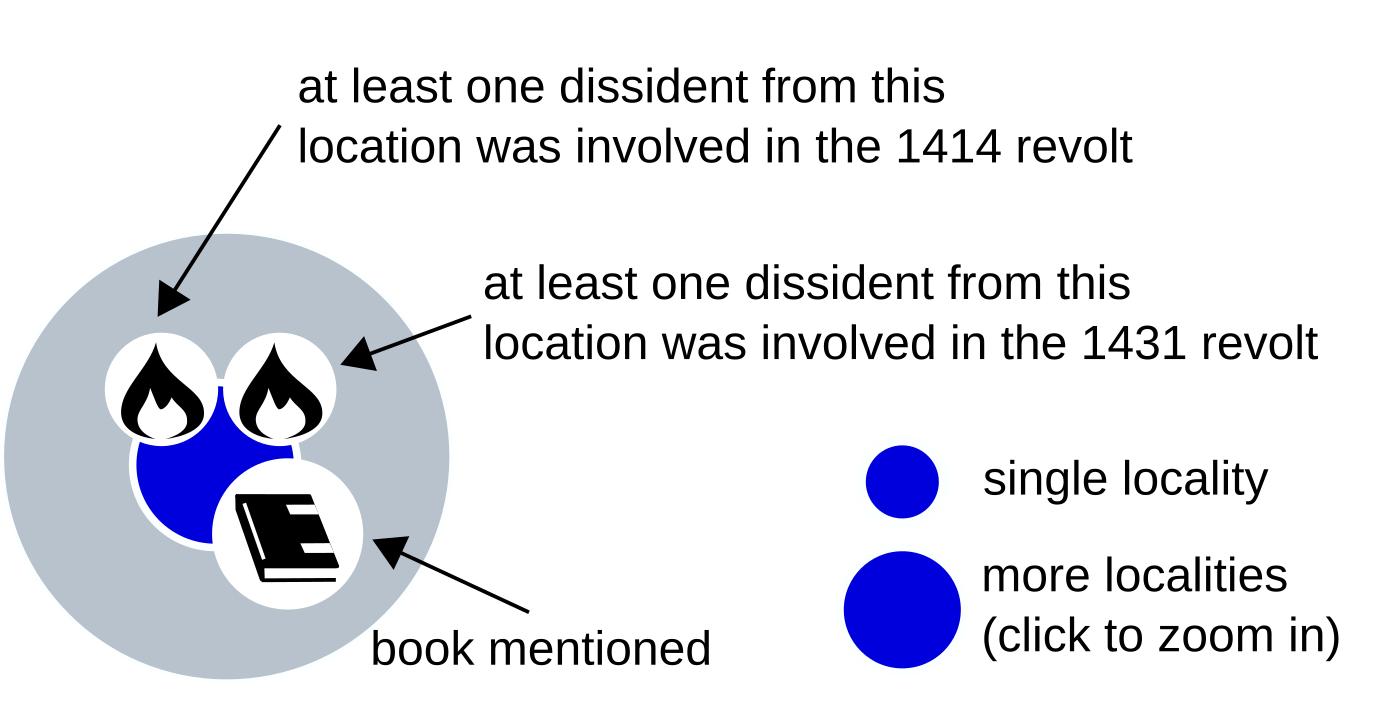 at least one dissident from this
location was involved in the 1414 revolt
at least one dissident from this
location was involved in the 1431 revolt
single locality
more localities
(click to zoom in)
book mentioned